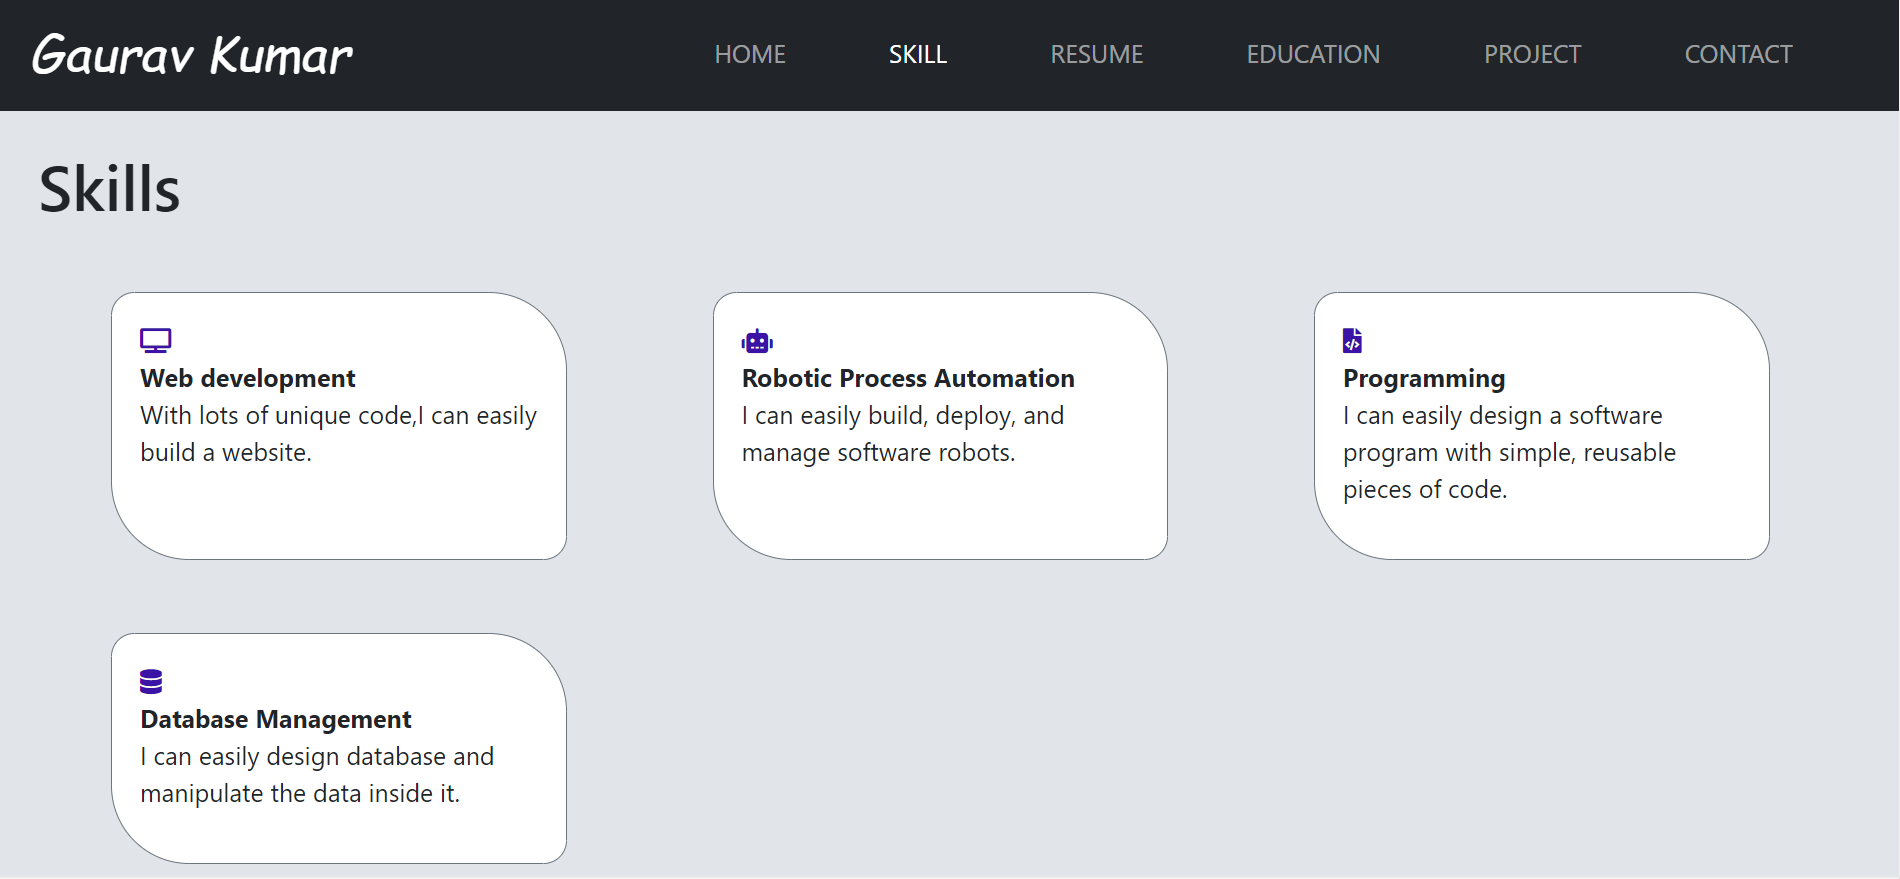 Gaurav Kumar
HOME
SKILL
RESUME
EDUCATION
PROJECT
CONTACT
Skills
Web development
With lots of unique code,I can easily
build a website.
Robotic Process Automation
I can easily build, deploy, and
manage software robots.
Programming
I can easily design a software
program with simple, reusable
pieces of code.
Database Management
I can easily design database and
manipulate the data inside it.